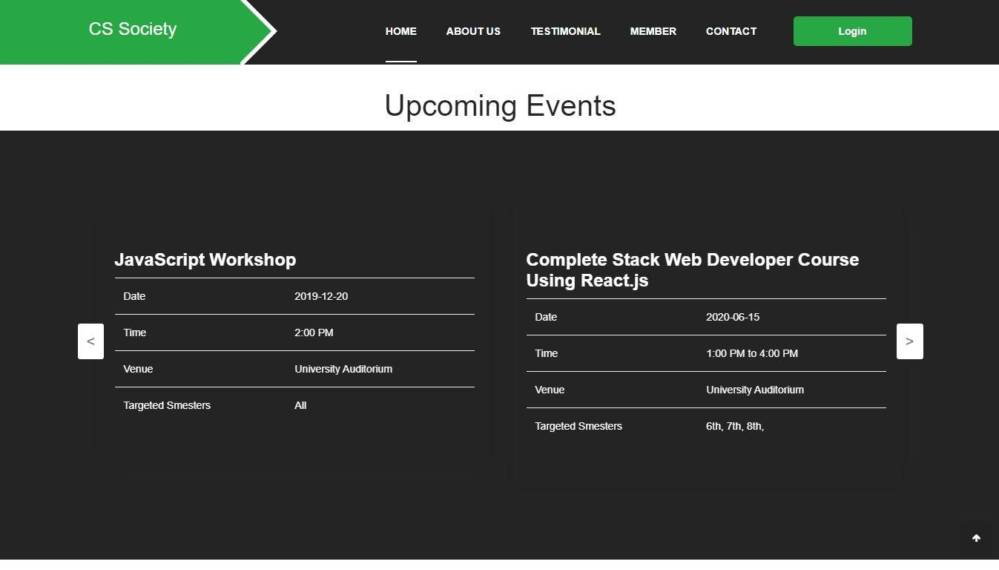 CS Society
HOME ABOUT US TESTIMONIAL MEMBER CONTACT Login
Upcoming Events
JavaScript Workshop
Date 2019-12-20
Time 2:00 PM
Venue University Auditorium
Targeted Smesters All
Complete Stack Web Developer Course
Using React.js
Date 2020-06-15
Time 1:00 PM to 4:00 PM
Venue University Auditorium
Targeted Smesters 6th, 7th, 8th,
<
>